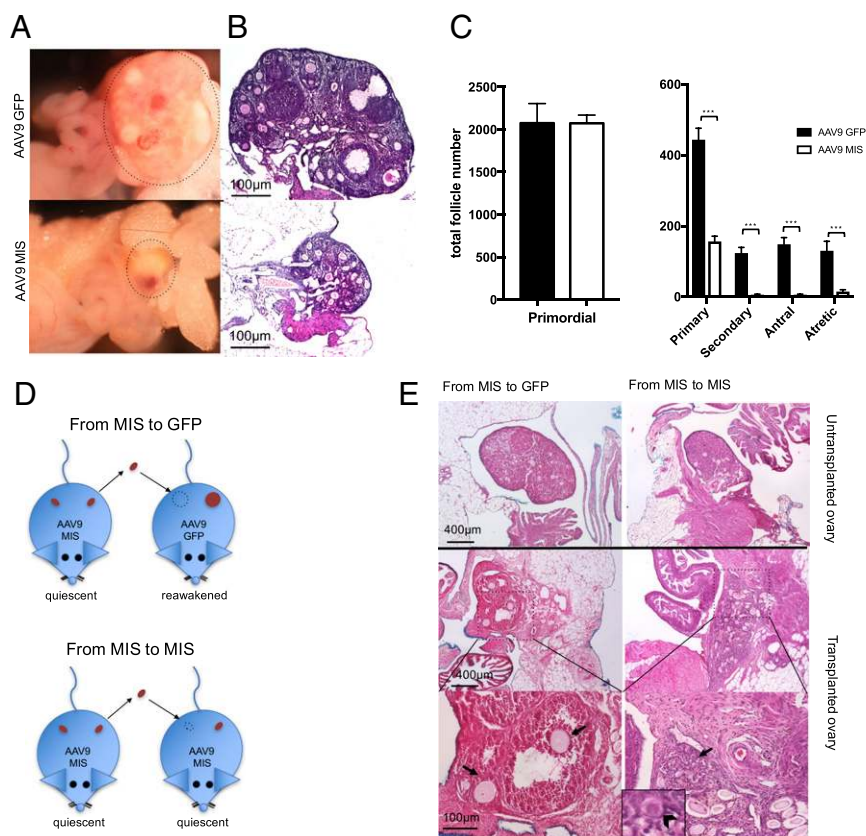 A
B
C
AAV9 GFP
AAV9 MIS
100µm
100µm
total follicle number
2500
2000
1500
1000
500
0
Primordial
600
400
200
0
***
***
***
***
AAV9 GFP
AAV9 MIS
Primary
Secondary
Antral
Atretic
D
From MIS to GFP
AAV9
MIS
AAV9
GFP
quiescent
reawakened
From MIS to MIS
AAV9
MIS
AAV9
MIS
quiescent
quiescent
E
From MIS to GFP
From MIS to MIS
Untransplanted ovary
400µm
Transplanted ovary
400µm
100µm